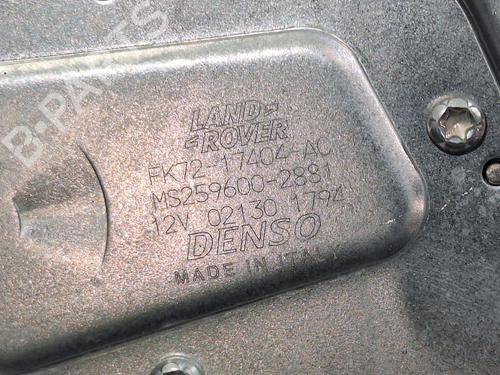 LAND
ROVER
FK72-17404-AC
MS259600-2881
12V 02130 1794
DENSO
MADE IN ITALY
B-PARTS